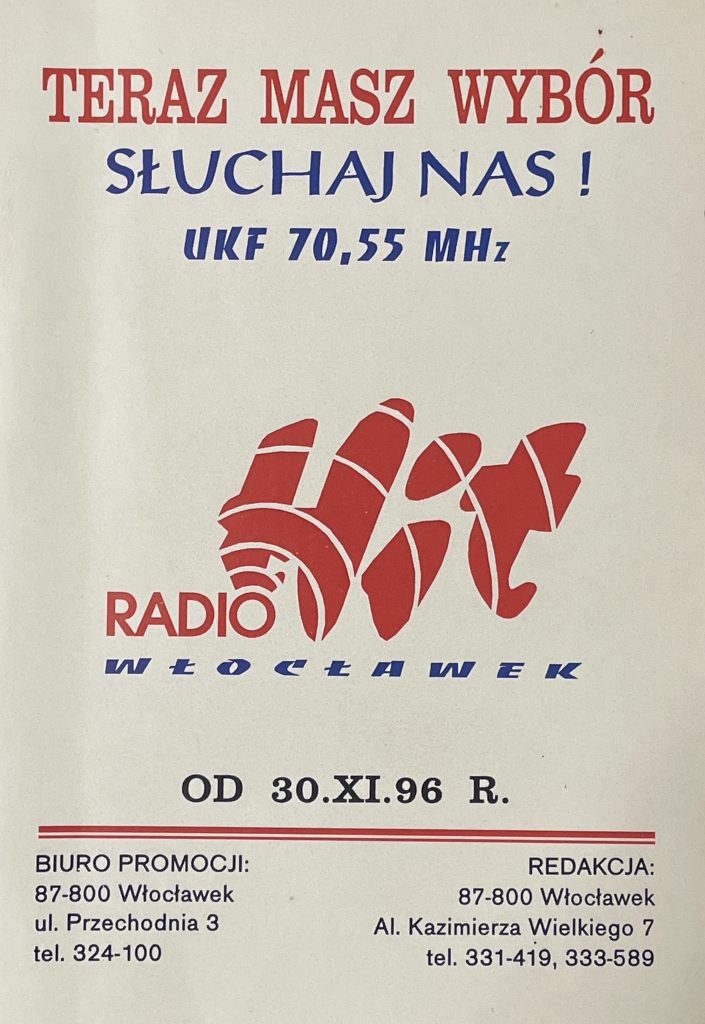 TERAZ MASZ WYBÓR
SŁUCHAJ NAS !
UKF 70,55 MHz
Hit
RADIO
WŁOCŁAWEK
OD 30.XI.96 R.
BIURO PROMOCJI:
87-800 Włocławek
ul. Przechodnia 3
tel. 324-100
REDAKCJA:
87-800 Włocławek
Al. Kazimierza Wielkiego 7
tel. 331-419, 333-589